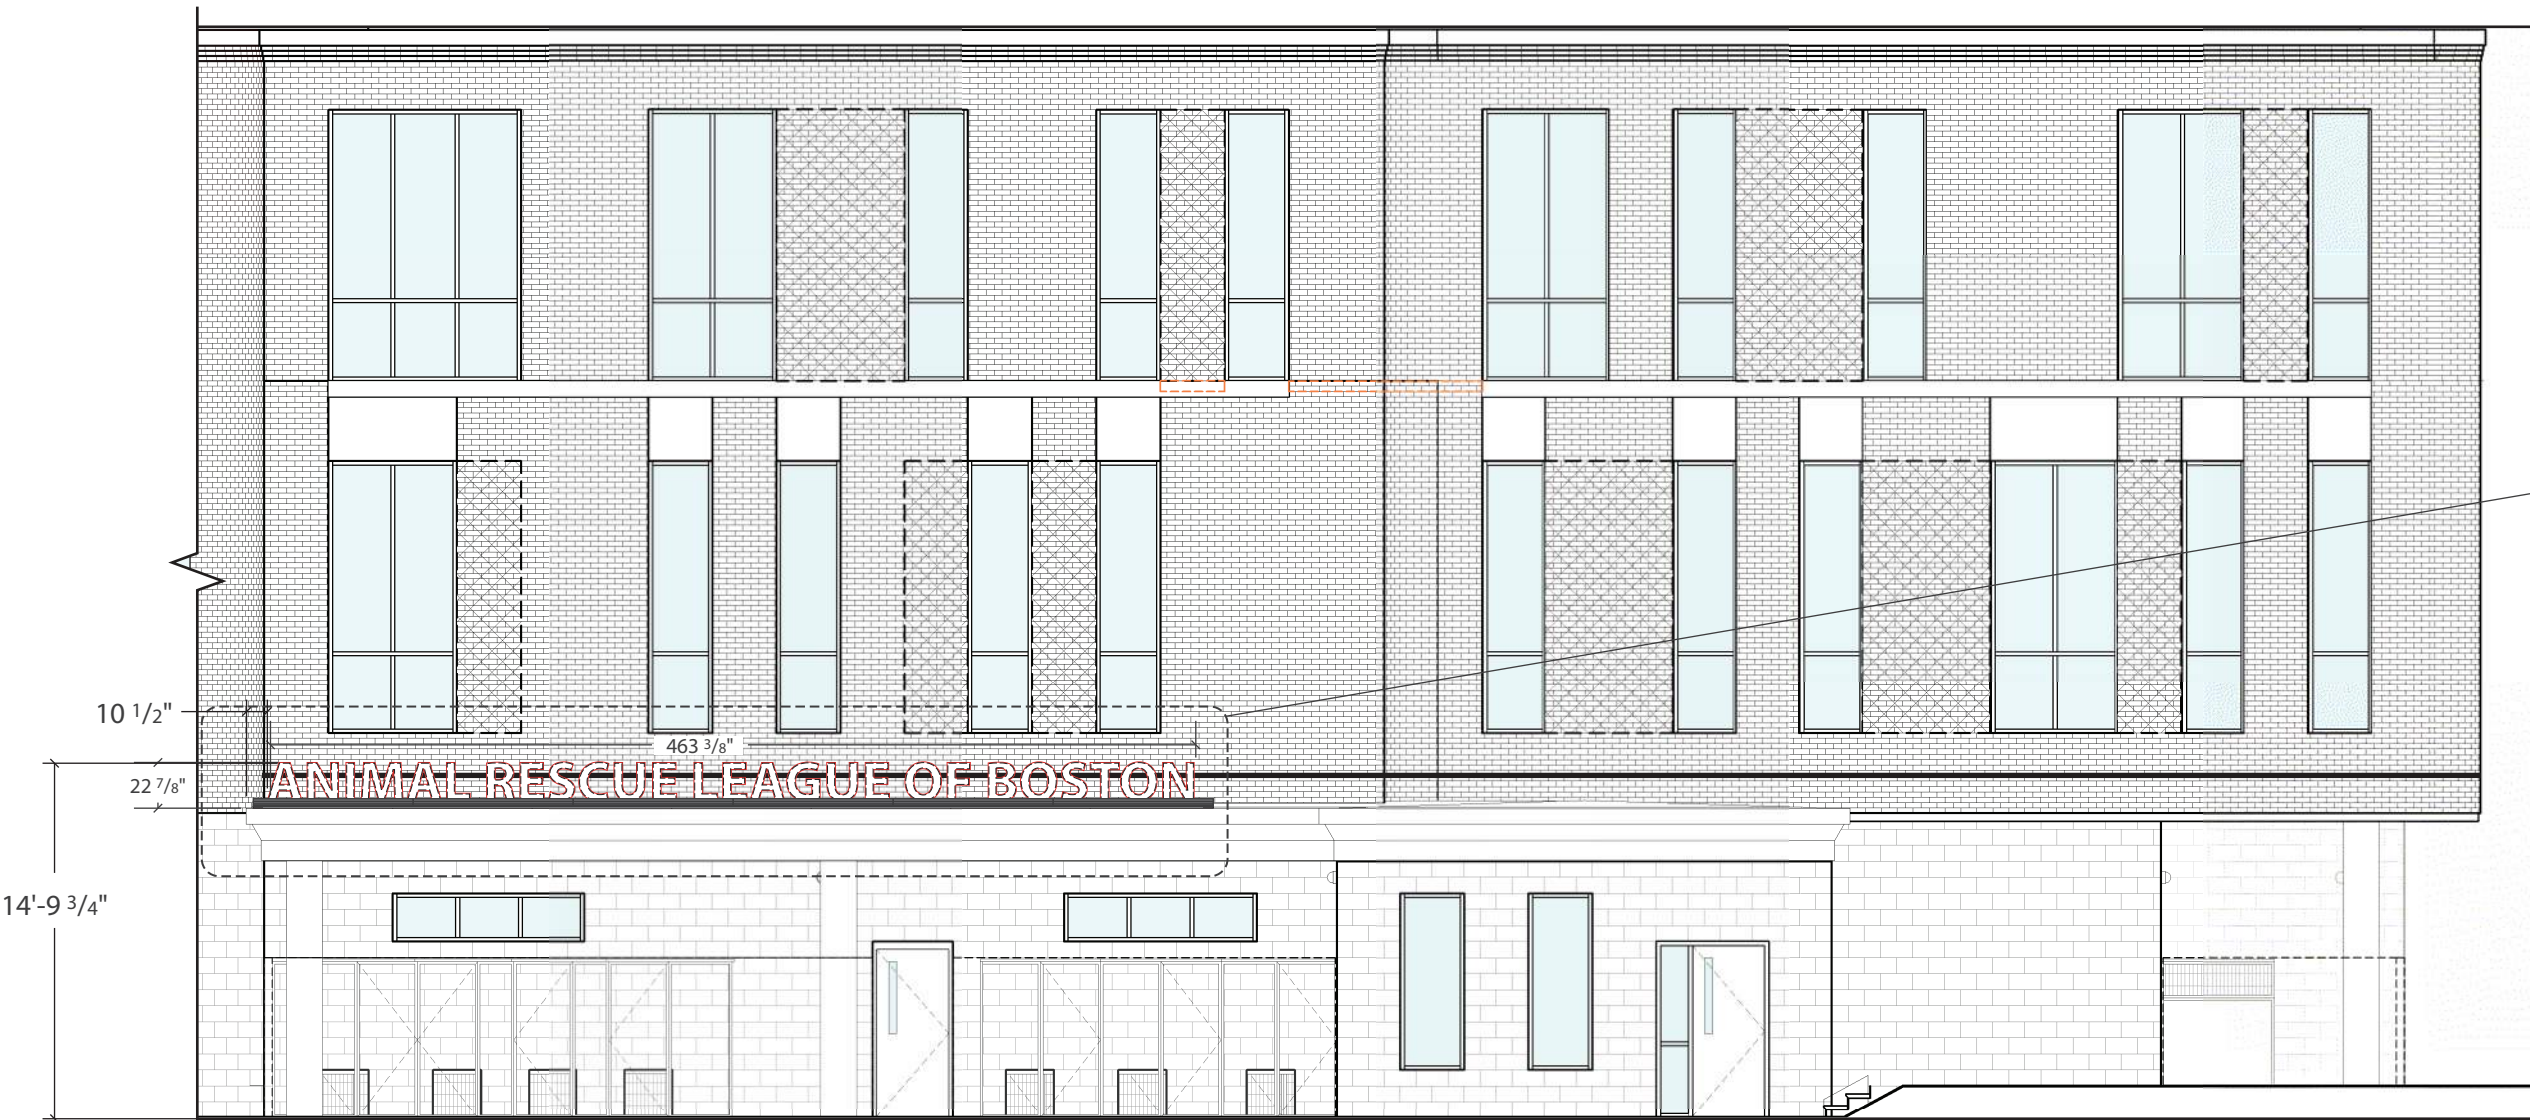 10 1/2"
463 3/8"
ANIMAL RESCUE LEAGUE OF BOSTON
22 7/8"
14'-9 3/4"